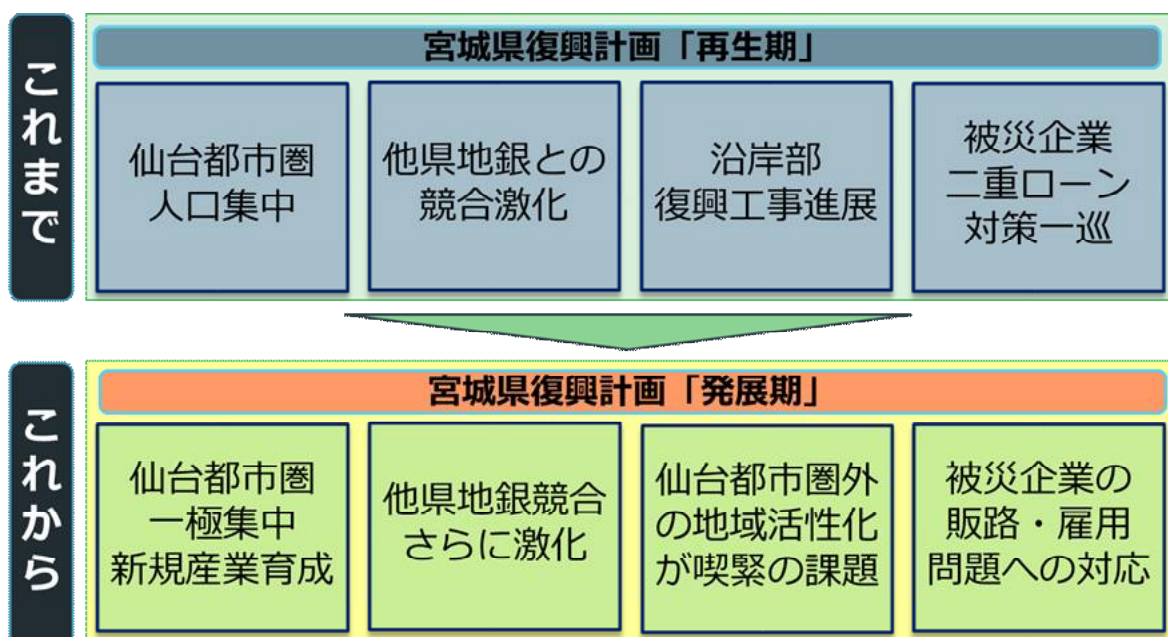 これまで
宮城県復興計画「再生期」
仙台都市圏
人口集中
他県地銀との
競合激化
沿岸部
復興工事進展
被災企業
二重ローン
対策一巡
これから
宮城県復興計画「発展期」
仙台都市圏
一極集中
新規産業育成
他県地銀競合
さらに激化
仙台都市圏外
の地域活性化
が喫緊の課題
被災企業の
販路・雇用
問題への対応